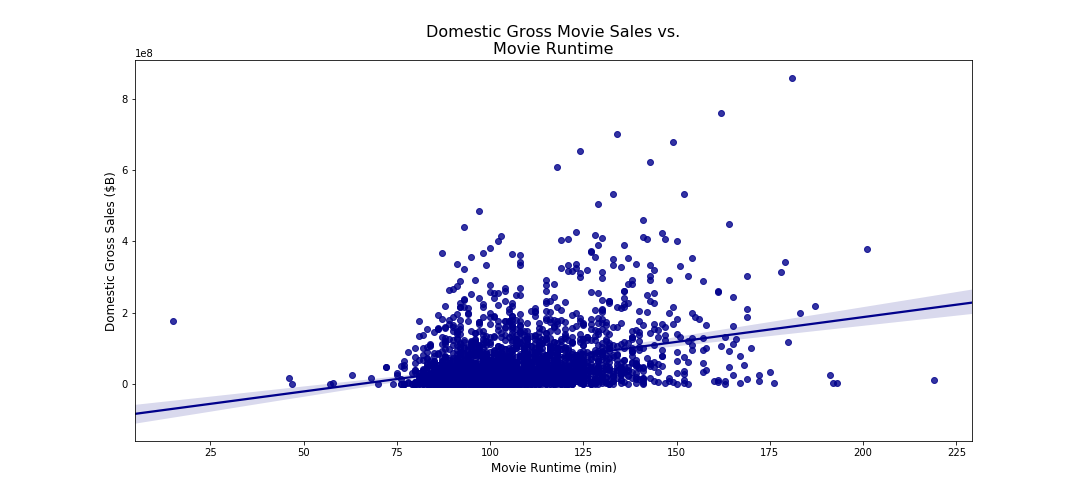 Domestic Gross Movie Sales vs.
Movie Runtime
1e8
8
6
4
2
0
Domestic Gross Sales ($B)
25 50 75 100 125 150 175 200 225
Movie Runtime (min)